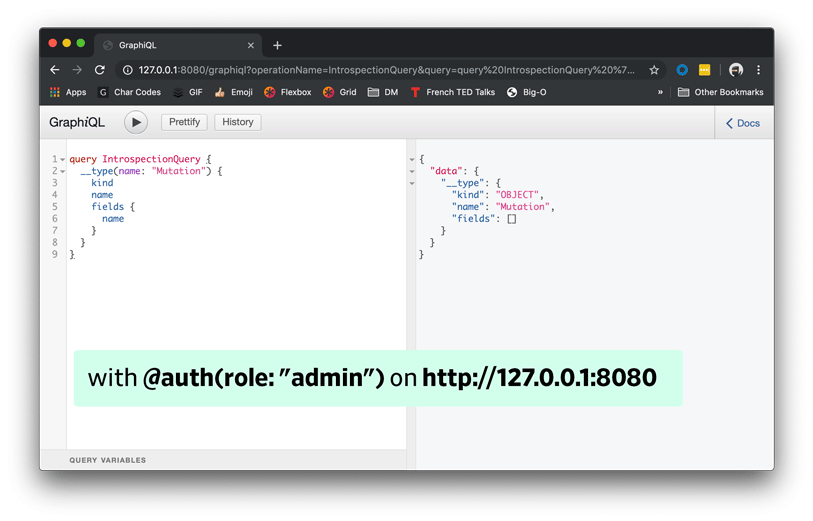 GraphiQL
127.0.0.1:8080/graphiql?operationName=IntrospectionQuery&query=query%20IntrospectionQuery%20%7...
Apps G Char Codes GIF Emoji Flexbox Grid DM French TED Talks Big-O » Other Bookmarks
GraphiQL Prettify History Docs
1 query IntrospectionQuery {
2 __type(name: "Mutation") {
3 kind
4 name
5 fields {
6 name
7 }
8 }
9 }
{
"data": {
"__type": {
"kind": "OBJECT",
"name": "Mutation",
"fields": []
}
}
}
with @auth(role: "admin") on http://127.0.0.1:8080
QUERY VARIABLES